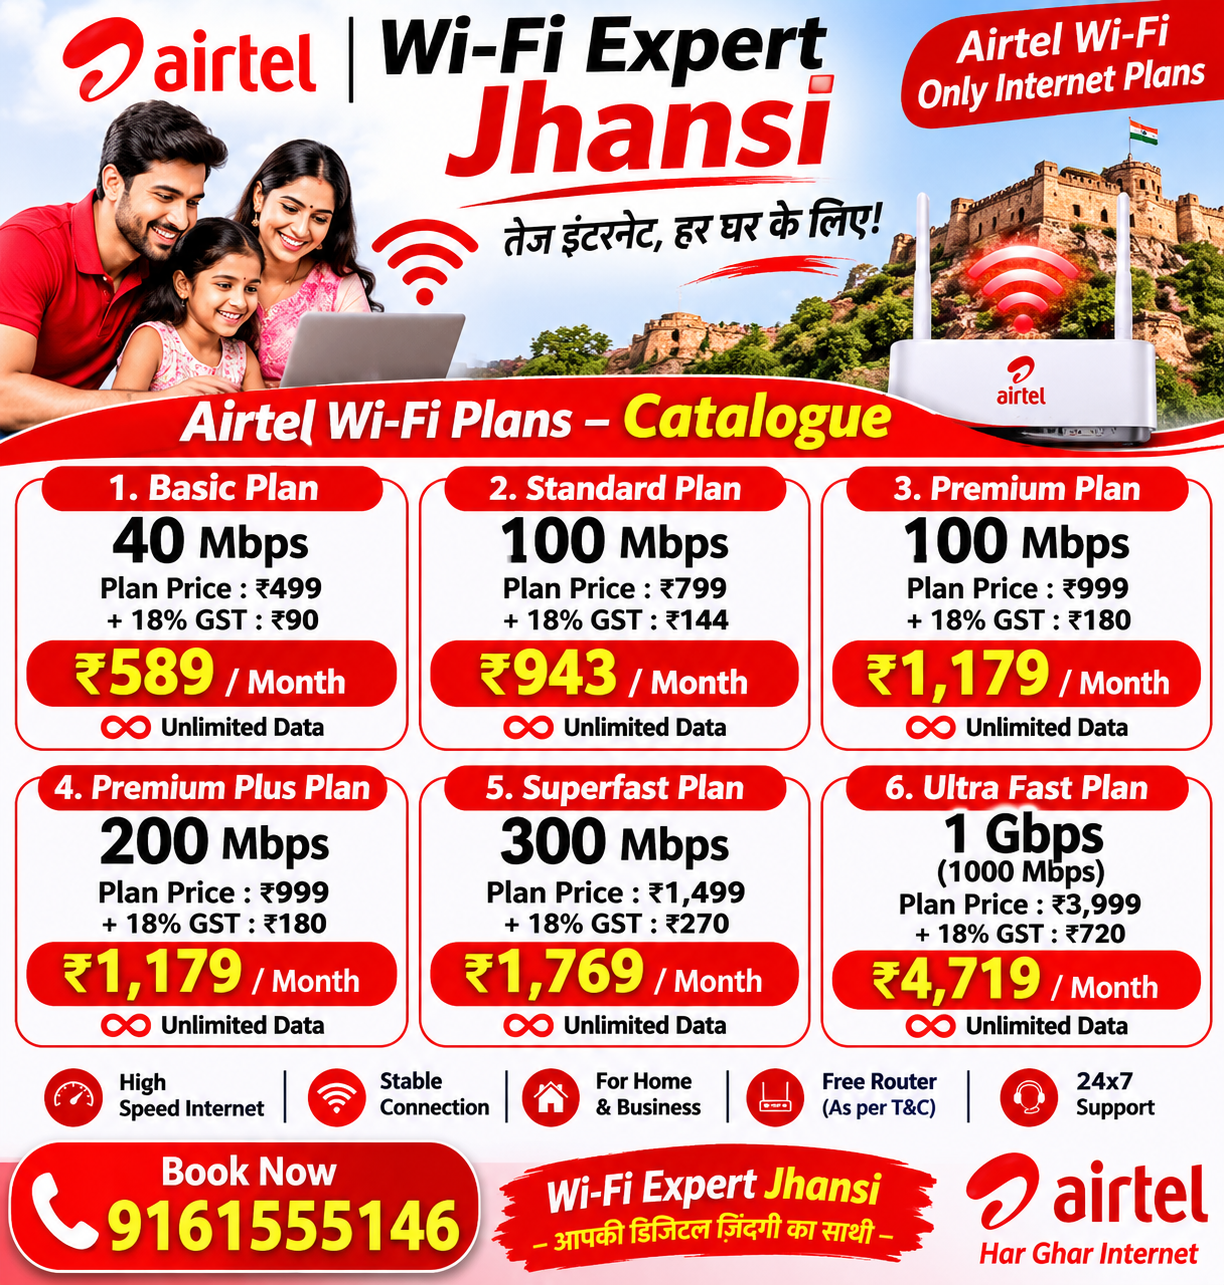 airtel
Wi-Fi Expert
Jhansi
तेज इंटरनेट, हर घर के लिए!
Airtel Wi-Fi
Only Internet Plans
airtel
Airtel Wi-Fi Plans – Catalogue
1. Basic Plan
40 Mbps
Plan Price : ₹499
+ 18% GST : ₹90
₹589 / Month
Unlimited Data
2. Standard Plan
100 Mbps
Plan Price : ₹799
+ 18% GST : ₹144
₹943 / Month
Unlimited Data
3. Premium Plan
100 Mbps
Plan Price : ₹999
+ 18% GST : ₹180
₹1,179 / Month
Unlimited Data
4. Premium Plus Plan
200 Mbps
Plan Price : ₹999
+ 18% GST : ₹180
₹1,179 / Month
Unlimited Data
5. Superfast Plan
300 Mbps
Plan Price : ₹1,499
+ 18% GST : ₹270
₹1,769 / Month
Unlimited Data
6. Ultra Fast Plan
1 Gbps
(1000 Mbps)
Plan Price : ₹3,999
+ 18% GST : ₹720
₹4,719 / Month
Unlimited Data
High
Speed Internet
Stable
Connection
For Home
& Business
Free Router
(As per T&C)
24x7
Support
Book Now
9161555146
Wi-Fi Expert Jhansi
– आपकी डिजिटल ज़िंदगी का साथी –
airtel
Har Ghar Internet